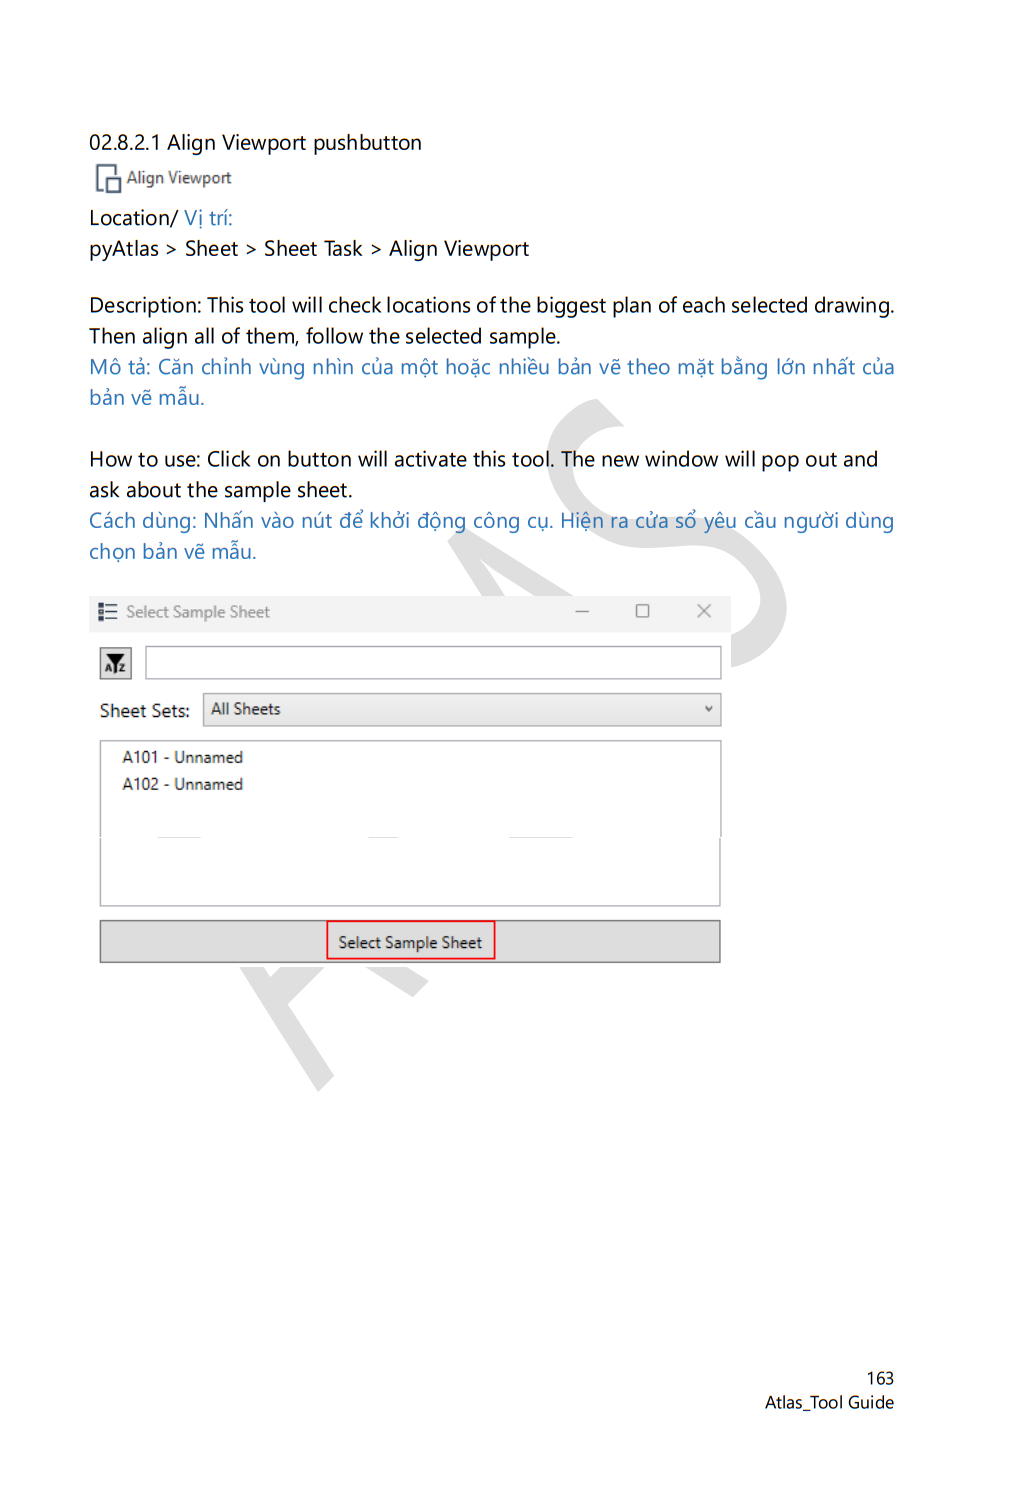 02.8.2.1 Align Viewport pushbutton
Align Viewport
Location/ Vị trí:
pyAtlas > Sheet > Sheet Task > Align Viewport
Description: This tool will check locations of the biggest plan of each selected drawing.
Then align all of them, follow the selected sample.
Mô tả: Căn chỉnh vùng nhìn của một hoặc nhiều bản vẽ theo mặt bằng lớn nhất của
bản vẽ mẫu.
How to use: Click on button will activate this tool. The new window will pop out and
ask about the sample sheet.
Cách dùng: Nhấn vào nút để khởi động công cụ. Hiện ra cửa sổ yêu cầu người dùng
chọn bản vẽ mẫu.
Select Sample Sheet
AZ
Sheet Sets: All Sheets
A101 - Unnamed
A102 - Unnamed
Select Sample Sheet
163
Atlas_Tool Guide